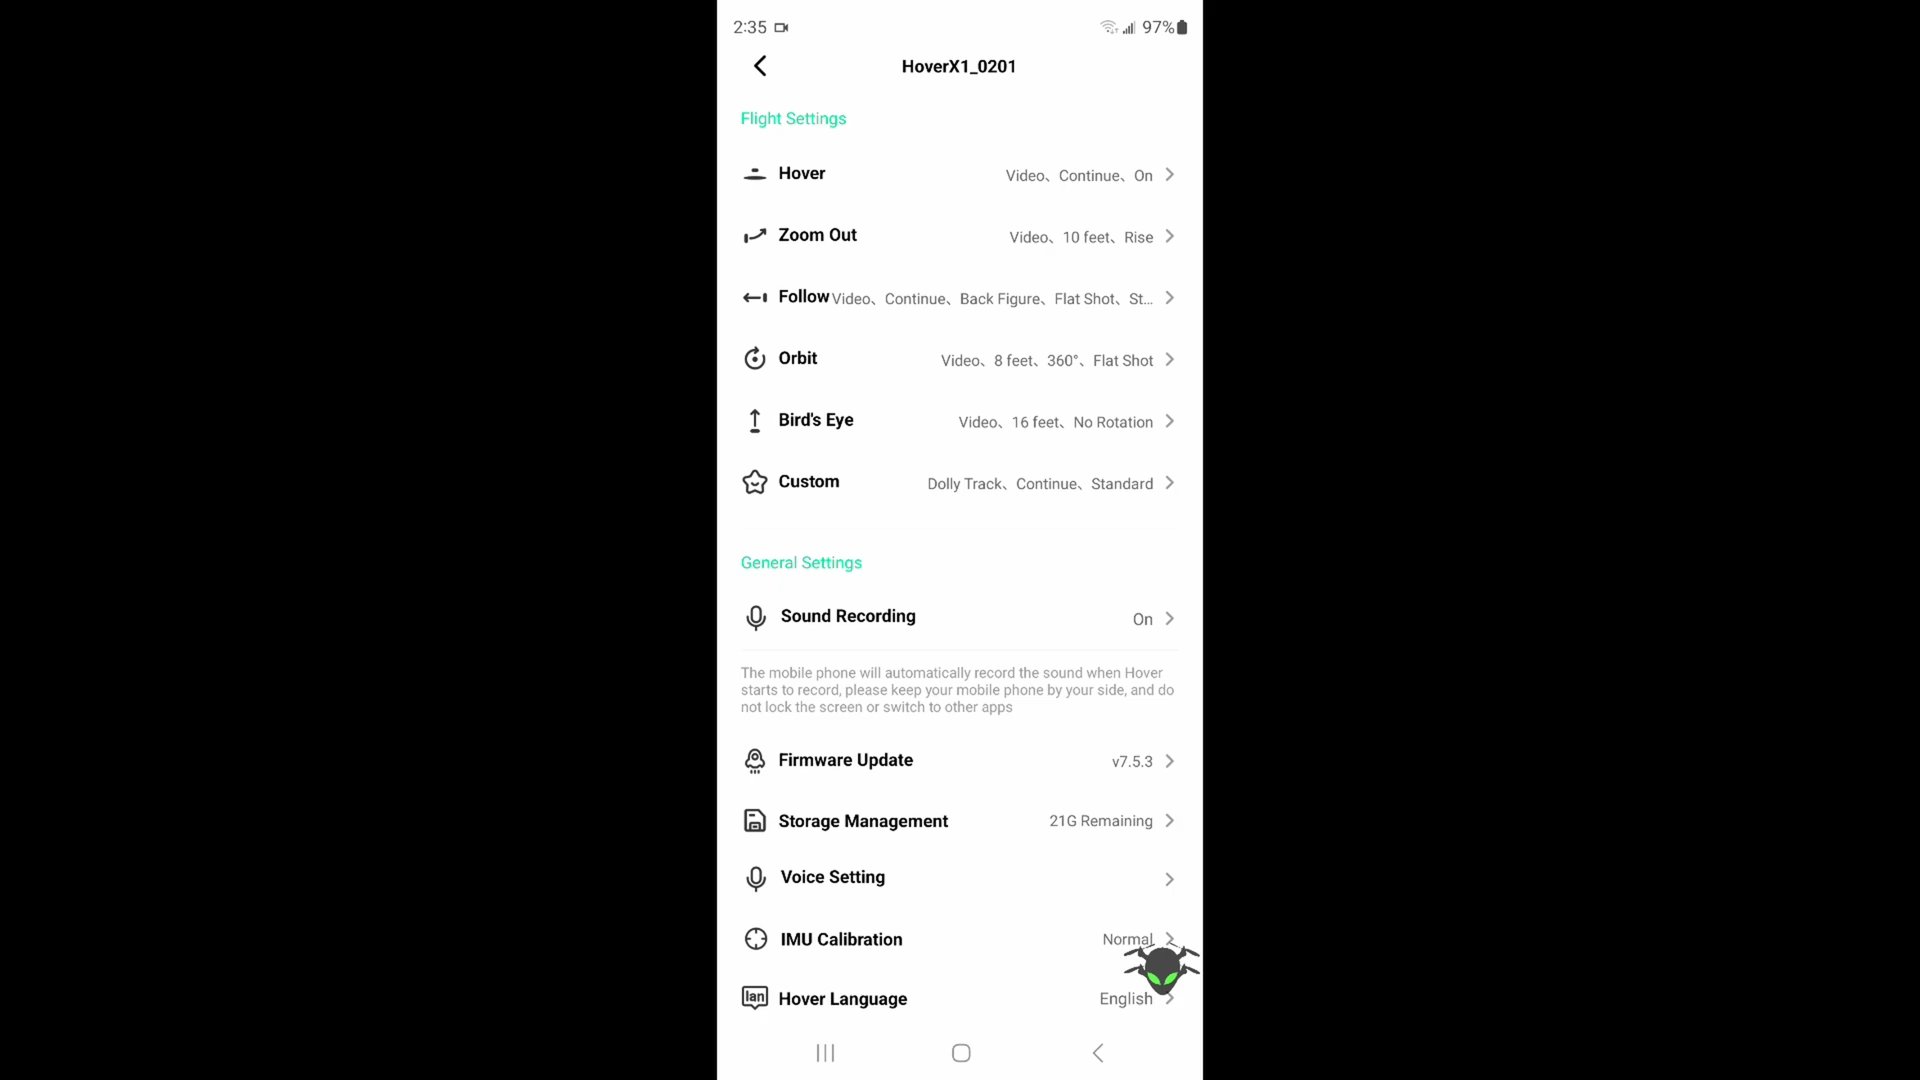 2:35 97%
HoverX1_0201
Flight Settings
Hover Video、Continue、On
Zoom Out Video、10 feet、Rise
Follow Video、Continue、Back Figure、Flat Shot、St...
Orbit Video、8 feet、360°、Flat Shot
Bird's Eye Video、16 feet、No Rotation
Custom Dolly Track、Continue、Standard
General Settings
Sound Recording On
The mobile phone will automatically record the sound when Hover
starts to record, please keep your mobile phone by your side, and do
not lock the screen or switch to other apps
Firmware Update v7.5.3
Storage Management 21G Remaining
Voice Setting
IMU Calibration Normal
lan Hover Language English